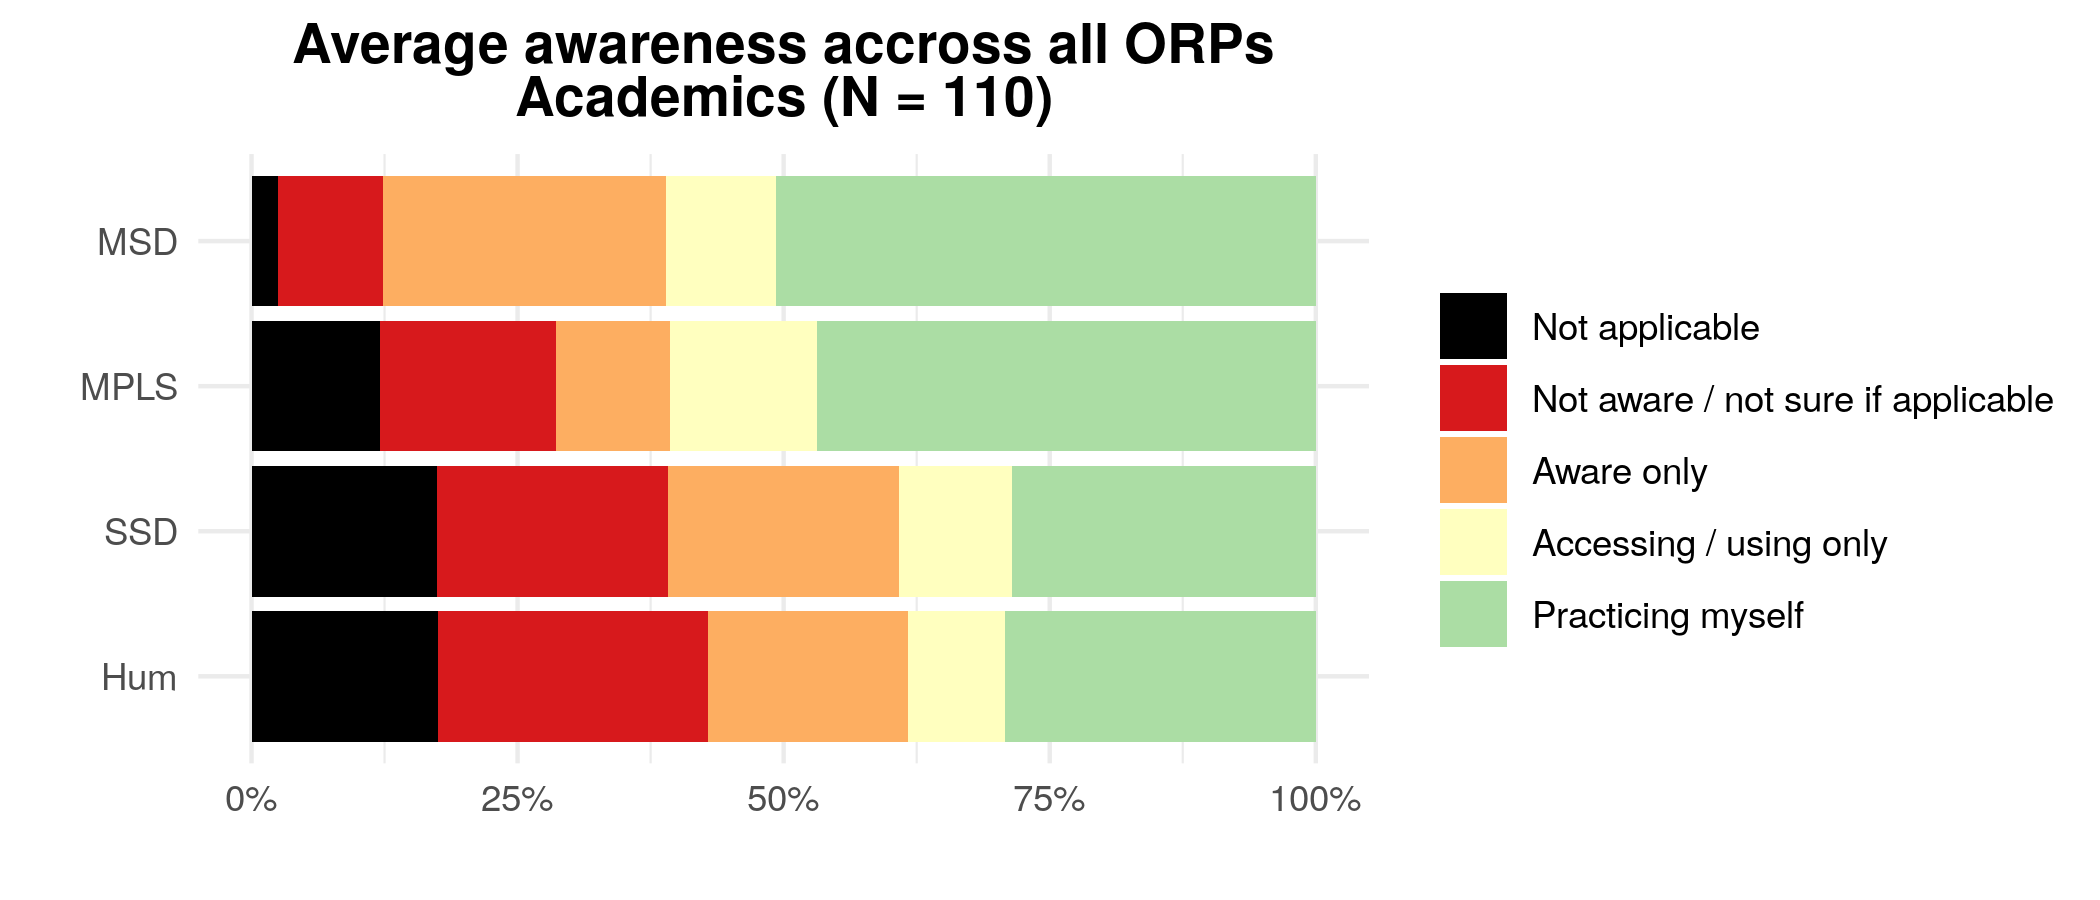 Average awareness accross all ORPs
Academics (N = 110)
MSD
MPLS
SSD
Hum
0%
25%
50%
75%
100%
Not applicable
Not aware / not sure if applicable
Aware only
Accessing / using only
Practicing myself